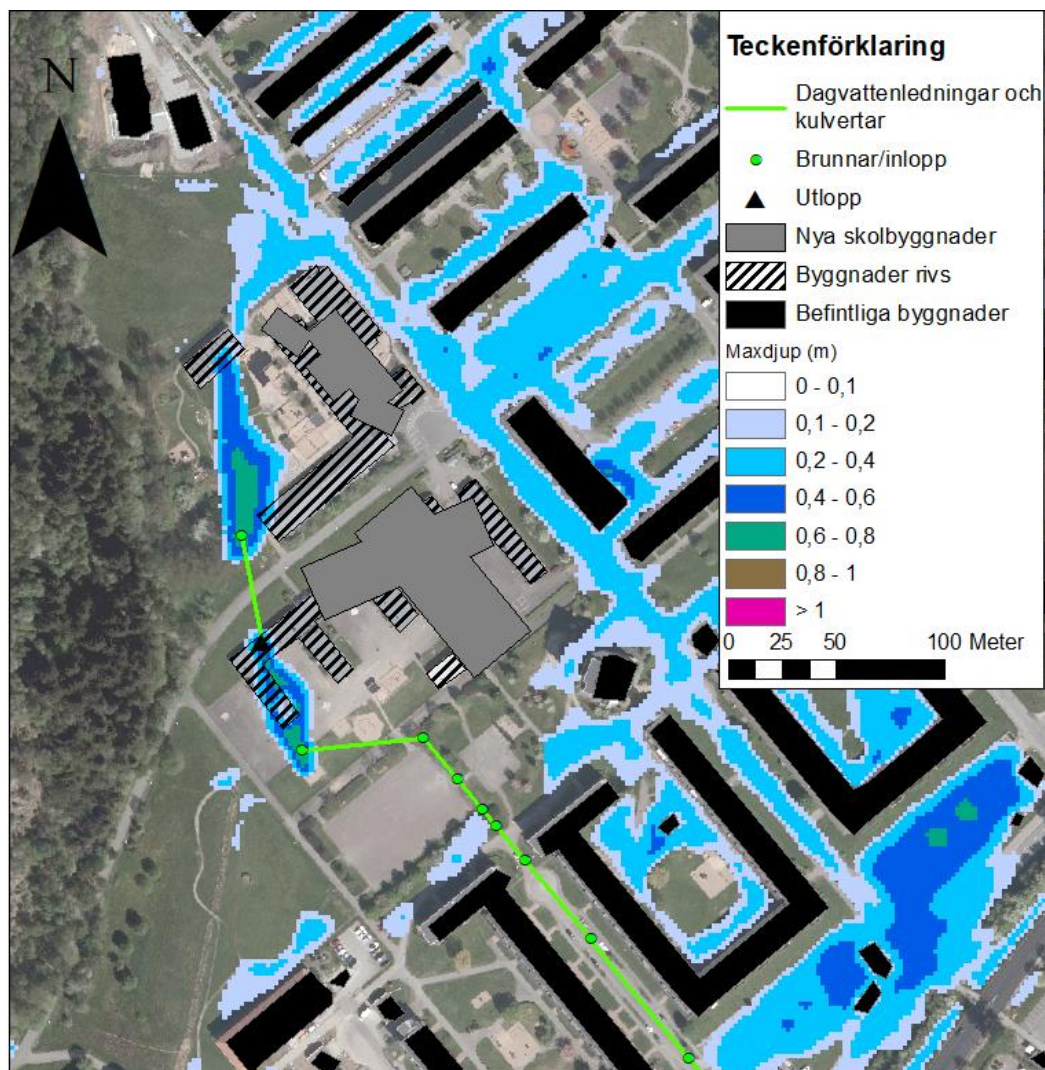 N
Teckenförklaring
Dagvattenledningar och
kulvertar
Brunnar/inlopp
Utlopp
Nya skolbyggnader
Byggnader rivs
Befintliga byggnader
Maxdjup (m)
0 - 0,1
0,1 - 0,2
0,2 - 0,4
0,4 - 0,6
0,6 - 0,8
0,8 - 1
> 1
0 25 50 100 Meter